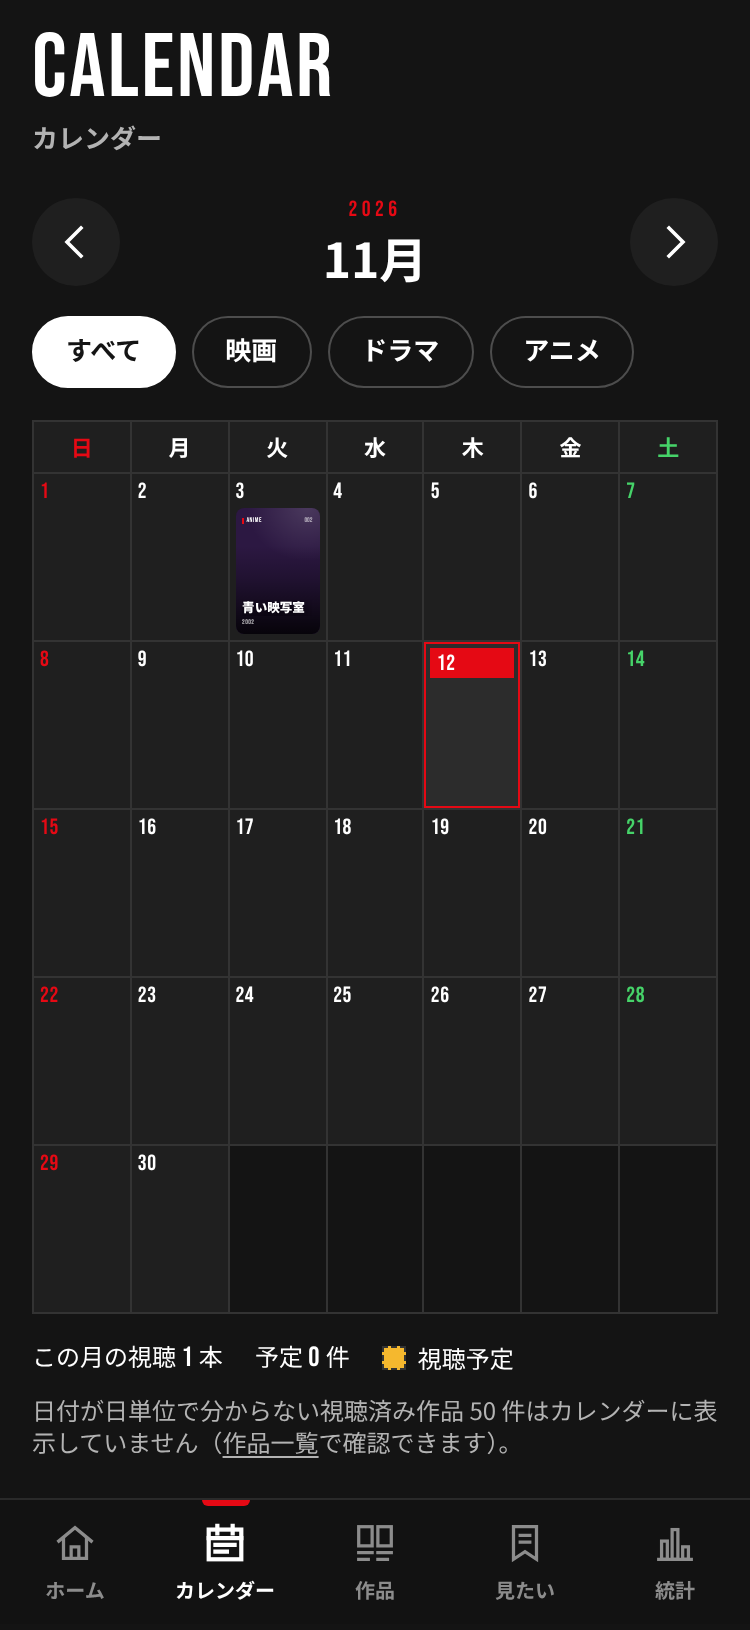 CALENDAR
カレンダー
2026
11月
すべて 映画 ドラマ アニメ
日 月 火 水 木 金 土
1 2 3 4 5 6 7
ANIME 002
青い映写室
2002
8 9 10 11 12 13 14
15 16 17 18 19 20 21
22 23 24 25 26 27 28
29 30
この月の視聴 1 本 予定 0 件 視聴予定
日付が日単位で分からない視聴済み作品 50 件はカレンダーに表
示していません（作品一覧で確認できます）。
ホーム カレンダー 作品 見たい 統計